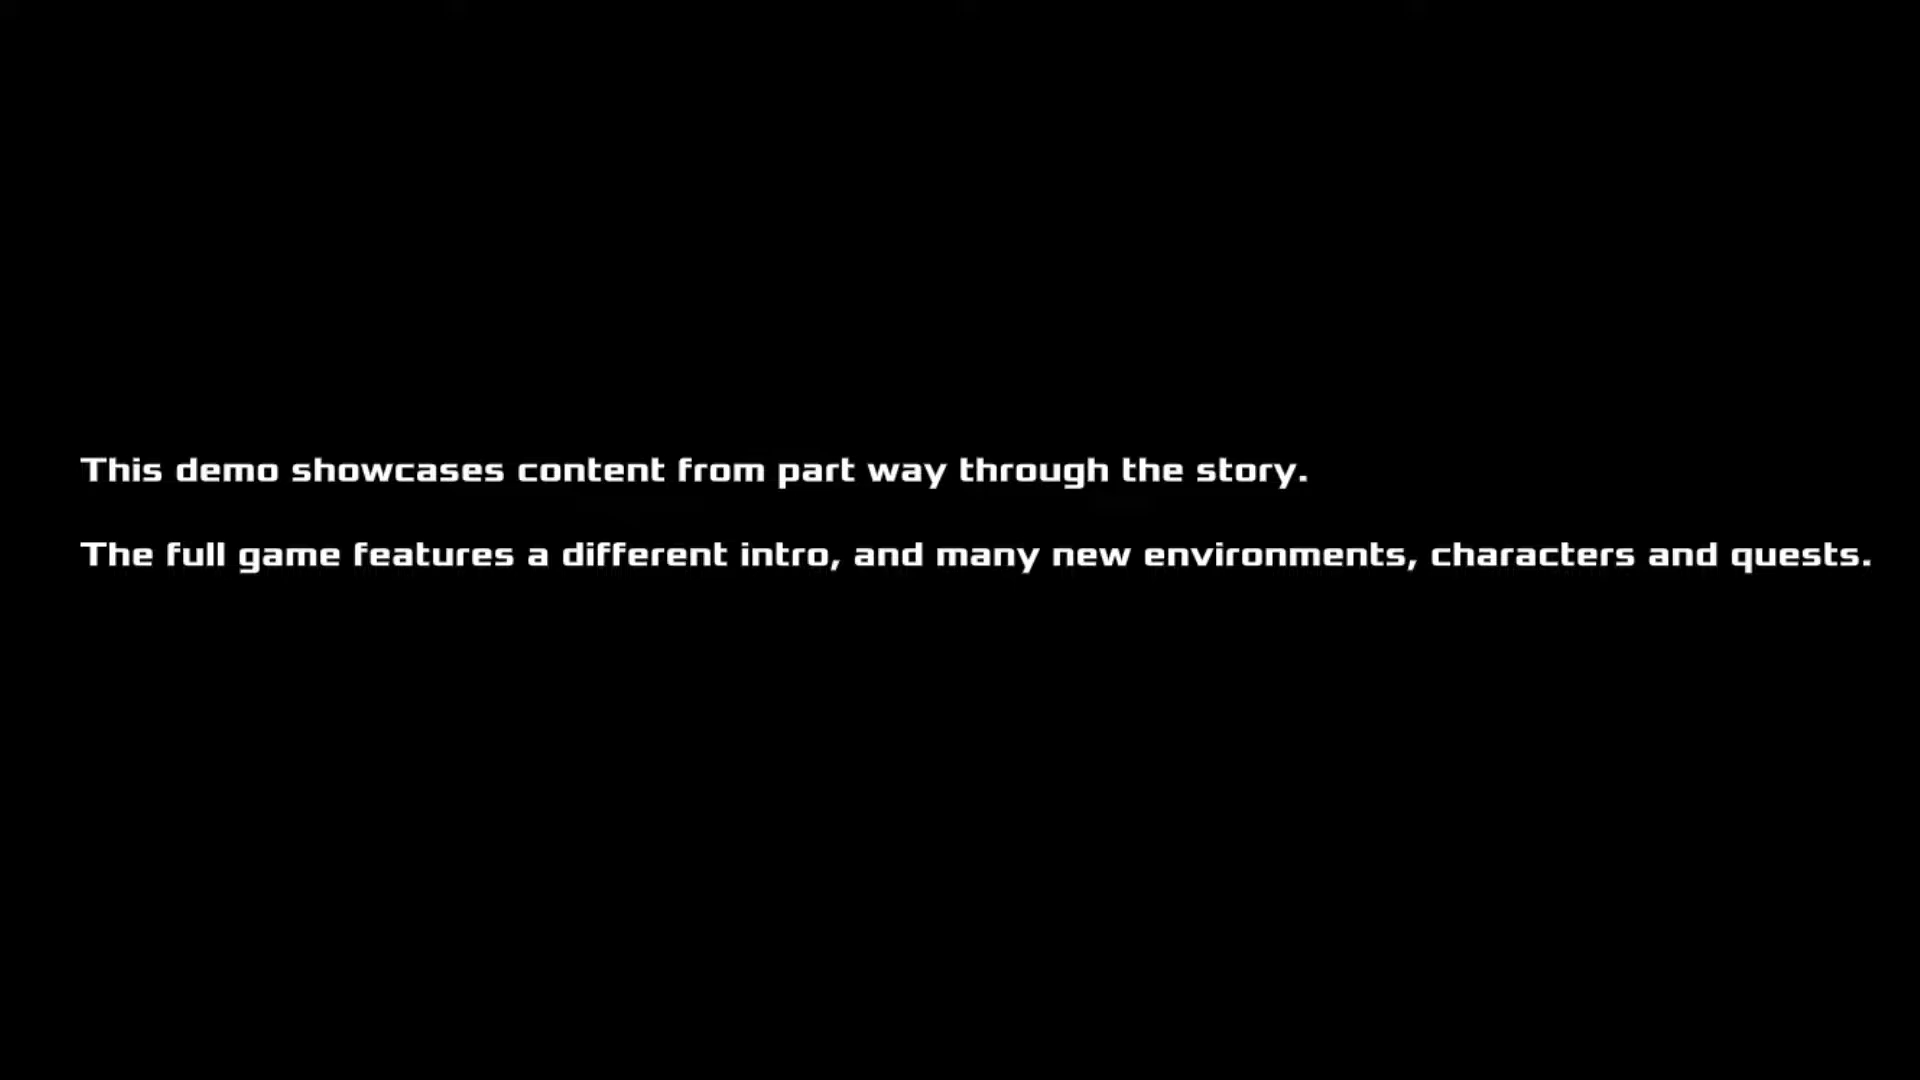 This demo showcases content from part way through the story.
The full game features a different intro, and many new environments, characters and quests.